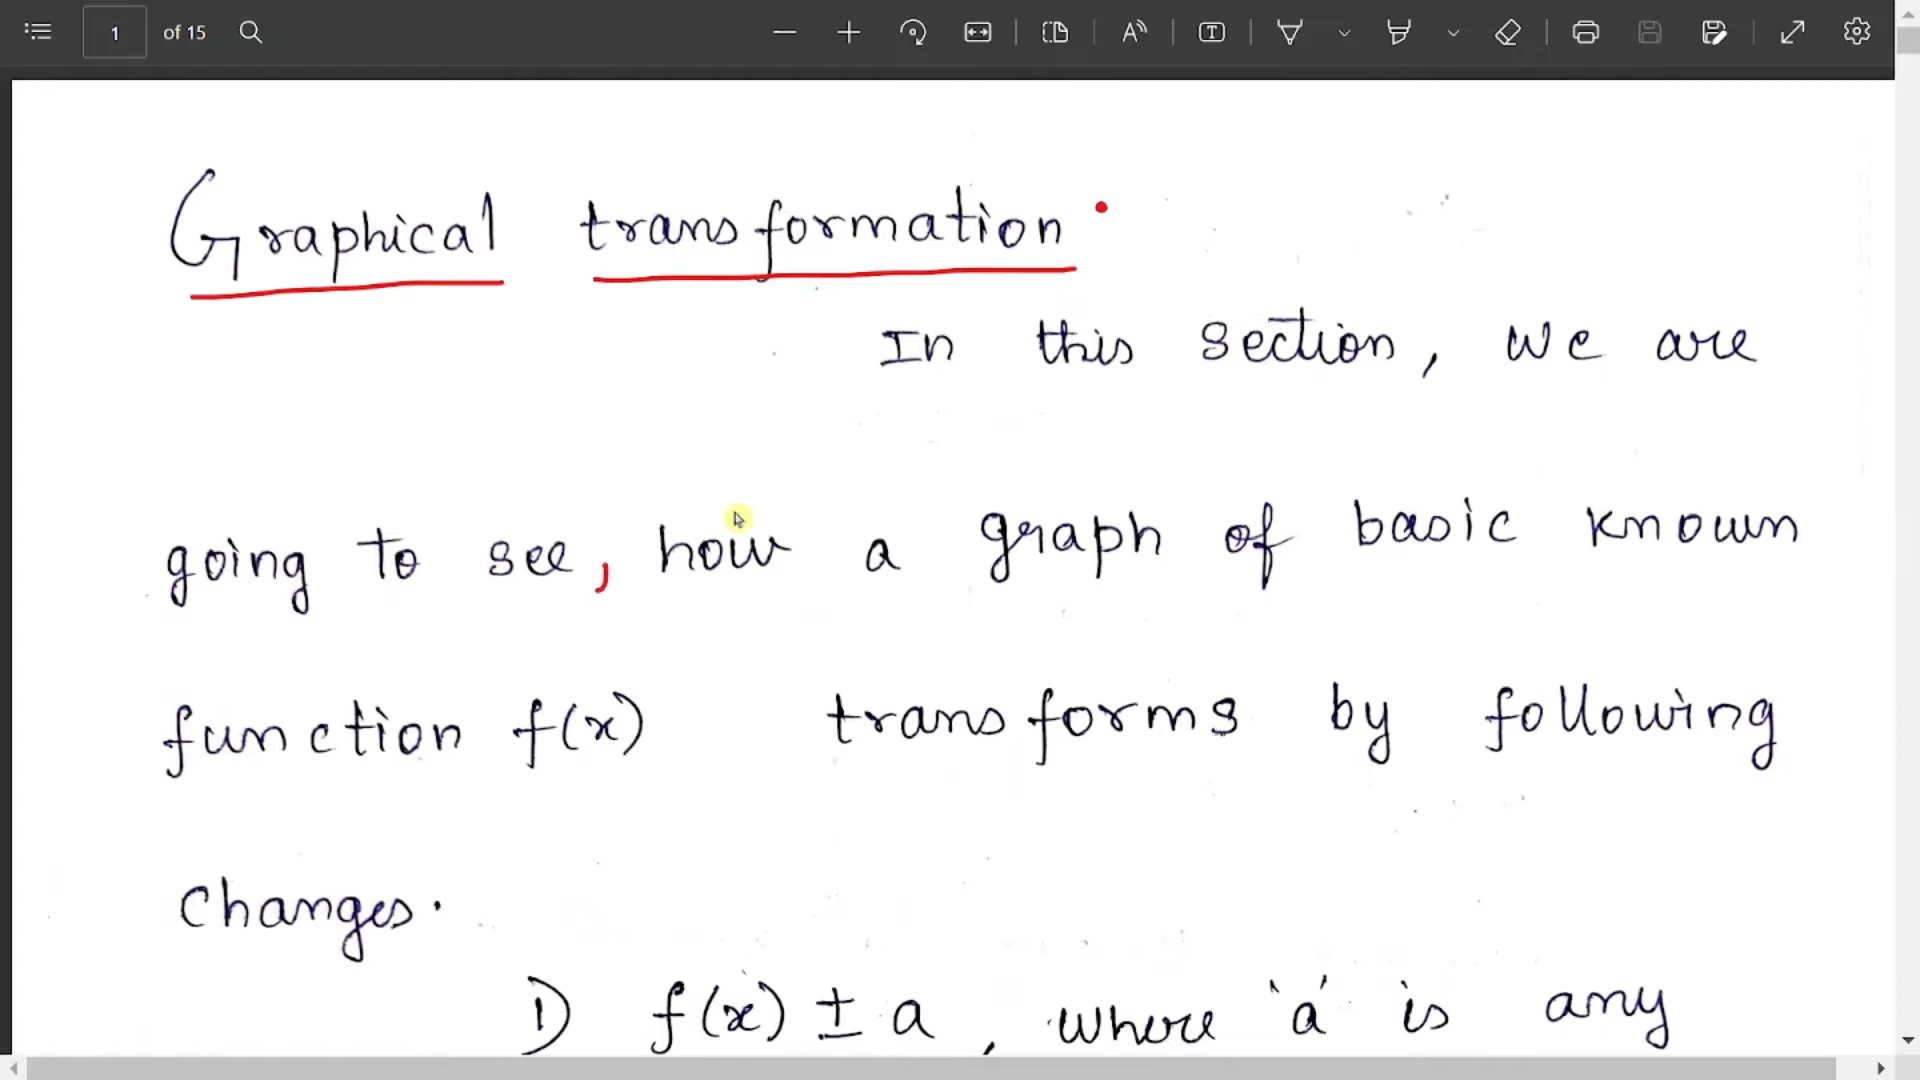 1 of 15
Graphical transformation.
In this section, we are
going to see, how a graph of basic known
function f(x) transforms by following
changes.
1) f(x) ± a, where 'a' is any